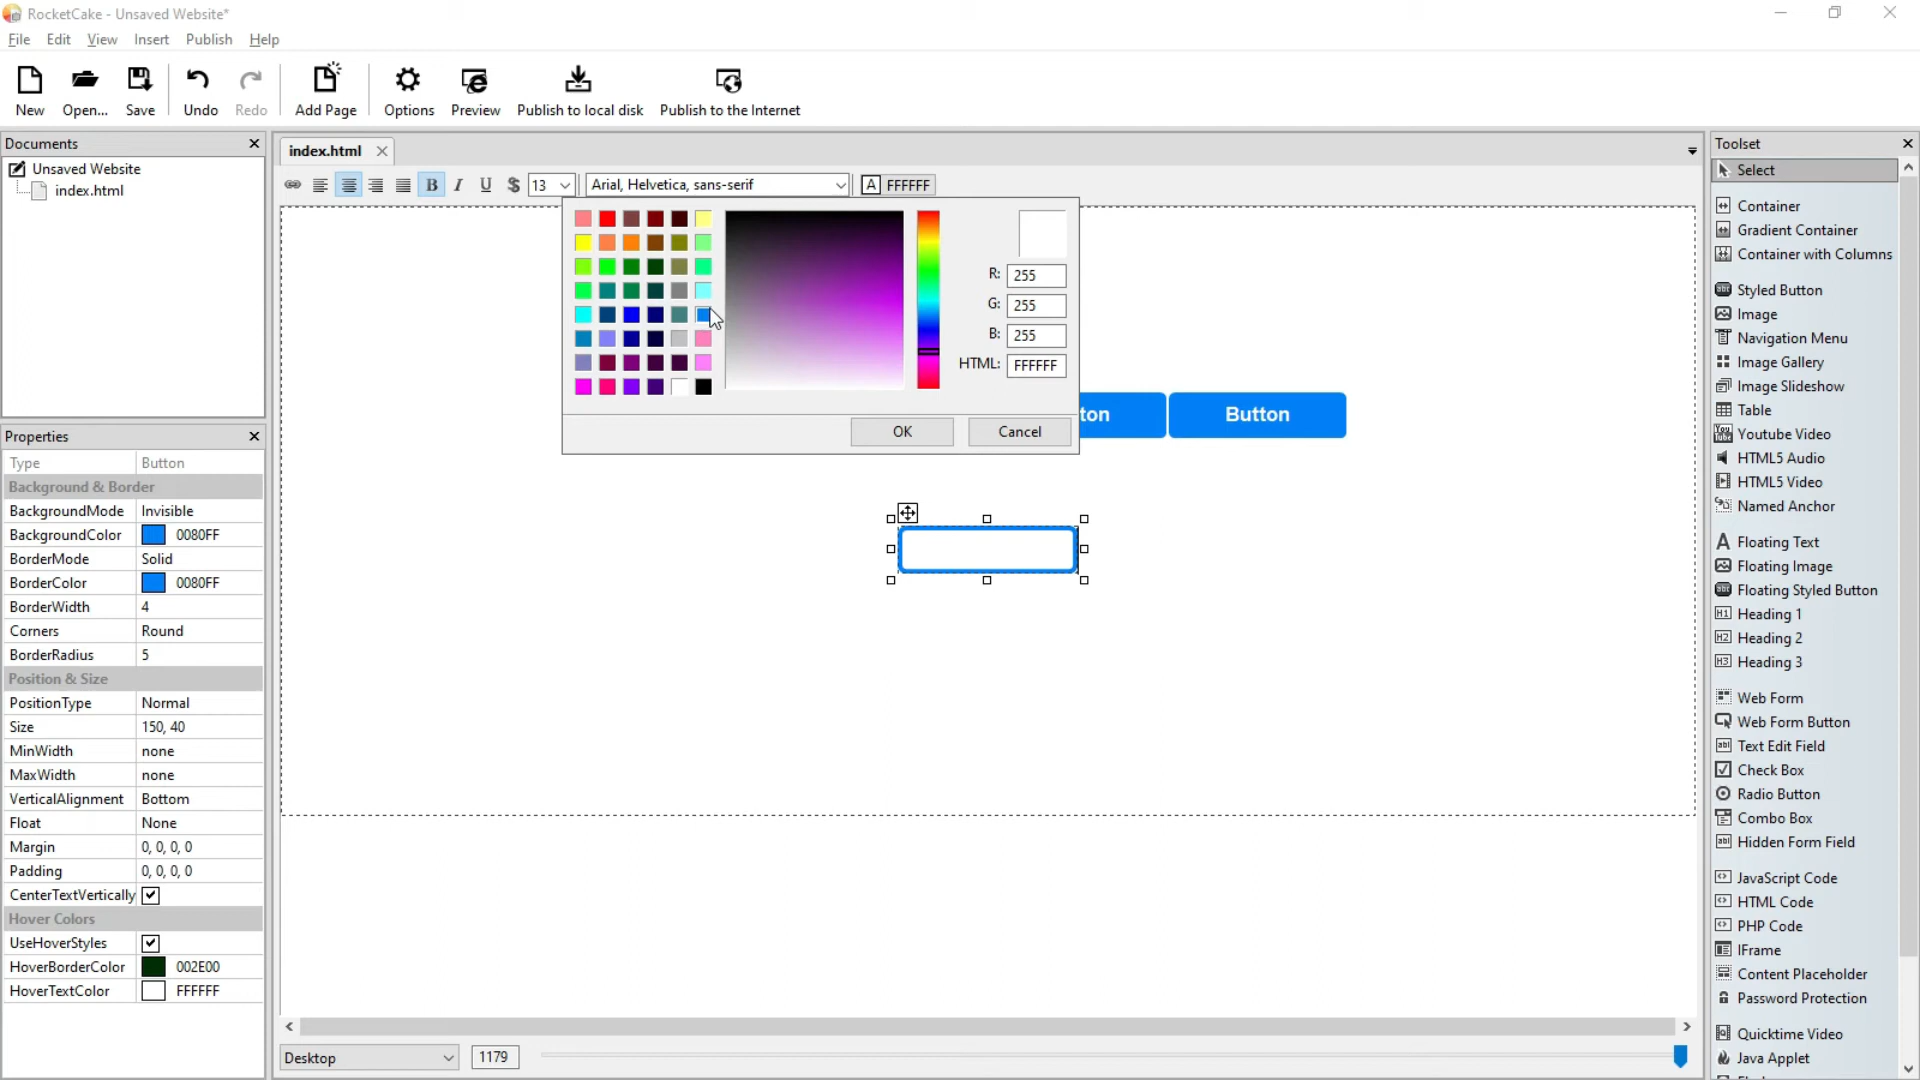 RocketCake - Unsaved Website*
File Edit View Insert Publish Help
New Open... Save Undo Redo Add Page Options Preview Publish to local disk Publish to the Internet
Documents
Unsaved Website
index.html
Properties
Type Button
Background & Border
BackgroundMode Invisible
BackgroundColor 0080FF
BorderMode Solid
BorderColor 0080FF
BorderWidth 4
Corners Round
BorderRadius 5
Position & Size
PositionType Normal
Size 150, 40
MinWidth none
MaxWidth none
VerticalAlignment Bottom
Float None
Margin 0, 0, 0, 0
Padding 0, 0, 0, 0
CenterTextVertically
Hover Colors
UseHoverStyles
HoverBorderColor 002E00
HoverTextColor FFFFFF
index.html
B I U $ 13 Arial, Helvetica, sans-serif A FFFFFF
R: 255
G: 255
B: 255
HTML: FFFFFF
OK Cancel
ton Button
Desktop 1179
Toolset
Select
Container
Gradient Container
Container with Columns
abc Styled Button
Image
Navigation Menu
Image Gallery
Image Slideshow
Table
You Tube Youtube Video
HTML5 Audio
HTML5 Video
Named Anchor
A Floating Text
Floating Image
abc Floating Styled Button
H1 Heading 1
H2 Heading 2
H3 Heading 3
Web Form
Web Form Button
abl Text Edit Field
Check Box
Radio Button
Combo Box
abl Hidden Form Field
JavaScript Code
HTML Code
PHP Code
IFrame
Content Placeholder
Password Protection
Quicktime Video
Java Applet